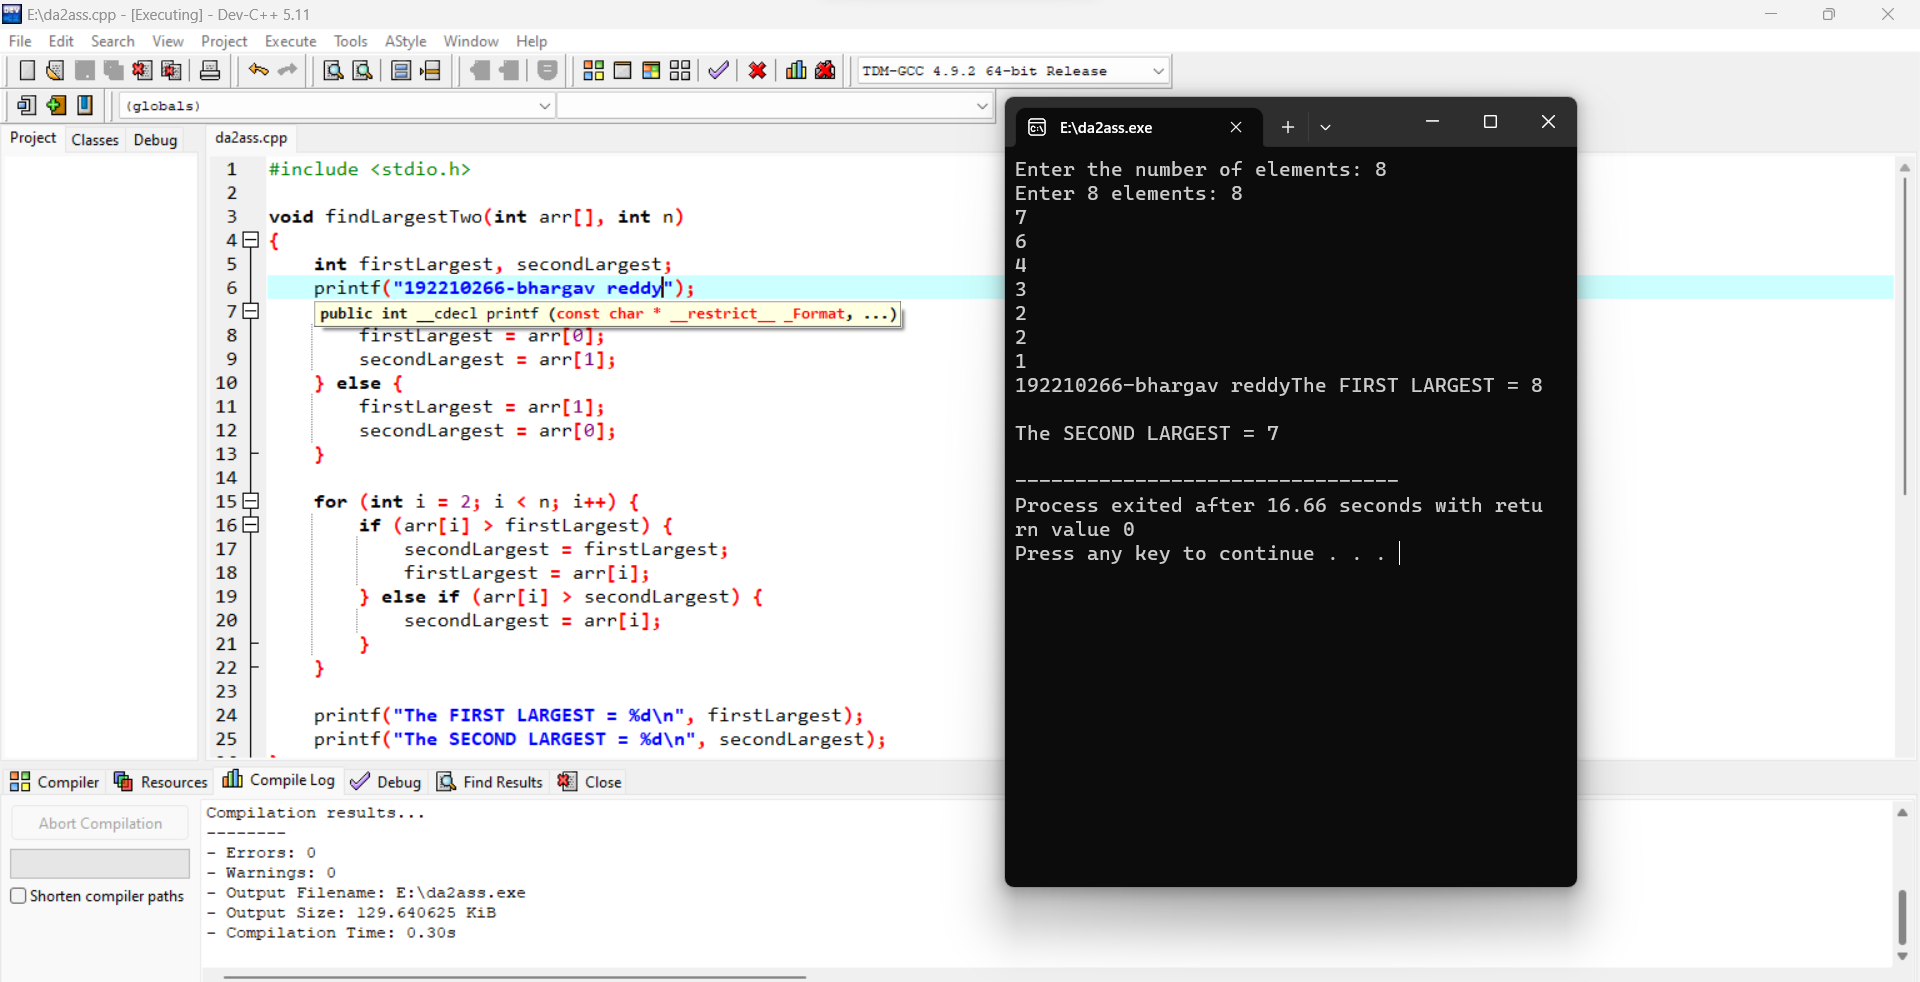 E:\da2ass.cpp - [Executing] - Dev-C++ 5.11
File Edit Search View Project Execute Tools AStyle Window Help
TDM-GCC 4.9.2 64-bit Release
(globals)
Project Classes Debug
da2ass.cpp
1 #include <stdio.h>
2
3 void findLargestTwo(int arr[], int n)
4 {
5 int firstLargest, secondLargest;
6 printf("192210266-bhargav reddy");
7
public int __cdecl printf (const char * __restrict__ _Format, ...)
8 firstLargest = arr[0];
9 secondLargest = arr[1];
10 } else {
11 firstLargest = arr[1];
12 secondLargest = arr[0];
13 }
14
15 for (int i = 2; i < n; i++) {
16 if (arr[i] > firstLargest) {
17 secondLargest = firstLargest;
18 firstLargest = arr[i];
19 } else if (arr[i] > secondLargest) {
20 secondLargest = arr[i];
21 }
22 }
23
24 printf("The FIRST LARGEST = %d\n", firstLargest);
25 printf("The SECOND LARGEST = %d\n", secondLargest);
E:\da2ass.exe
Enter the number of elements: 8
Enter 8 elements: 8
7
6
4
3
2
2
1
192210266-bhargav reddyThe FIRST LARGEST = 8
The SECOND LARGEST = 7
--------------------------------
Process exited after 16.66 seconds with retu
rn value 0
Press any key to continue . . .
Compiler Resources Compile Log Debug Find Results Close
Abort Compilation
Shorten compiler paths
Compilation results...
--------
- Errors: 0
- Warnings: 0
- Output Filename: E:\da2ass.exe
- Output Size: 129.640625 KiB
- Compilation Time: 0.30s